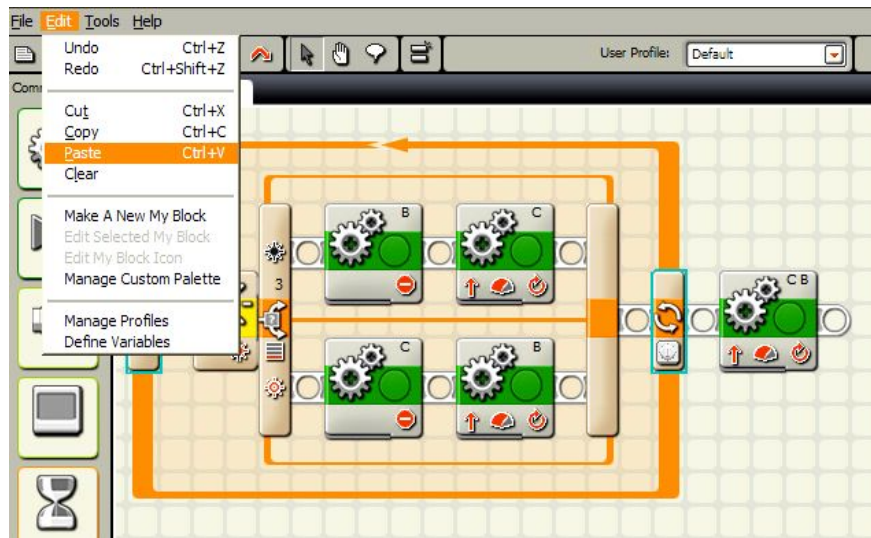 File Edit Tools Help
User Profile: Default
Undo Ctrl+Z
Redo Ctrl+Shift+Z
Cut Ctrl+X
Copy Ctrl+C
Paste Ctrl+V
Clear
Make A New My Block
Edit Selected My Block
Edit My Block Icon
Manage Custom Palette
Manage Profiles
Define Variables
B C
3
C B
C B